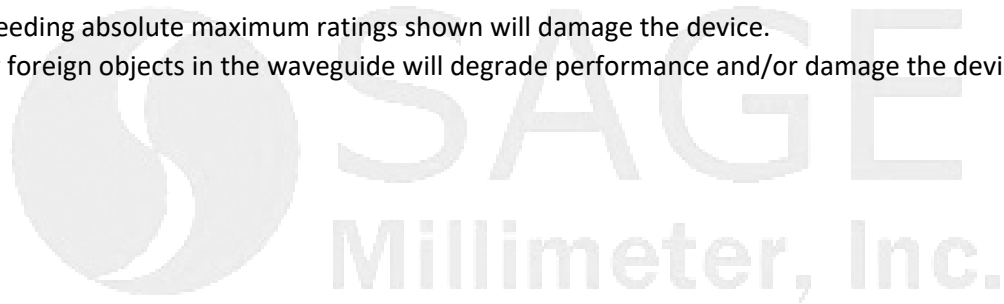 eeding absolute maximum ratings shown will damage the device.
foreign objects in the waveguide will degrade performance and/or damage the devi
SAGE
Millimeter, Inc.